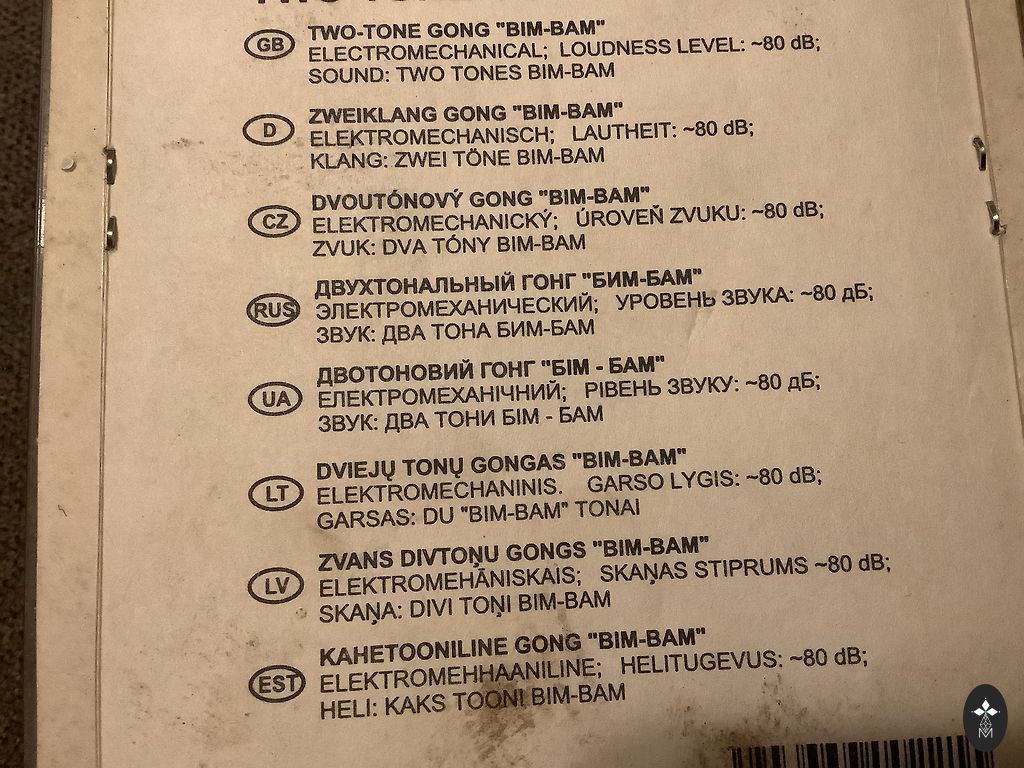 GB
TWO-TONE GONG "BIM-BAM"
ELECTROMECHANICAL; LOUDNESS LEVEL: ~80 dB;
SOUND: TWO TONES BIM-BAM
D
ZWEIKLANG GONG "BIM-BAM"
ELEKTROMECHANISCH; LAUTHEIT: ~80 dB;
KLANG: ZWEI TÖNE BIM-BAM
CZ
DVOUTÓNOVÝ GONG "BIM-BAM"
ELEKTROMECHANICKÝ; ÚROVEŇ ZVUKU: ~80 dB;
ZVUK: DVA TÓNY BIM-BAM
RUS
ДВУХТОНАЛЬНЫЙ ГОНГ "БИМ-БАМ"
ЭЛЕКТРОМЕХАНИЧЕСКИЙ; УРОВЕНЬ ЗВУКА: ~80 дБ;
ЗВУК: ДВА ТОНА БИМ-БАМ
UA
ДВОТОНОВИЙ ГОНГ "БІМ - БАМ"
ЕЛЕКТРОМЕХАНІЧНИЙ; РІВЕНЬ ЗВУКУ: ~80 дБ;
ЗВУК: ДВА ТОНИ БІМ - БАМ
LT
DVIEJŲ TONŲ GONGAS "BIM-BAM"
ELEKTROMECHANINIS. GARSO LYGIS: ~80 dB;
GARSAS: DU "BIM-BAM" TONAI
LV
ZVANS DIVTOŅU GONGS "BIM-BAM"
ELEKTROMEHĀNISKAIS; SKAŅAS STIPRUMS ~80 dB;
SKAŅA: DIVI TOŅI BIM-BAM
EST
KAHETOONILINE GONG "BIM-BAM"
ELEKTROMEHHAANILINE; HELITUGEVUS: ~80 dB;
HELI: KAKS TOONI BIM-BAM
M